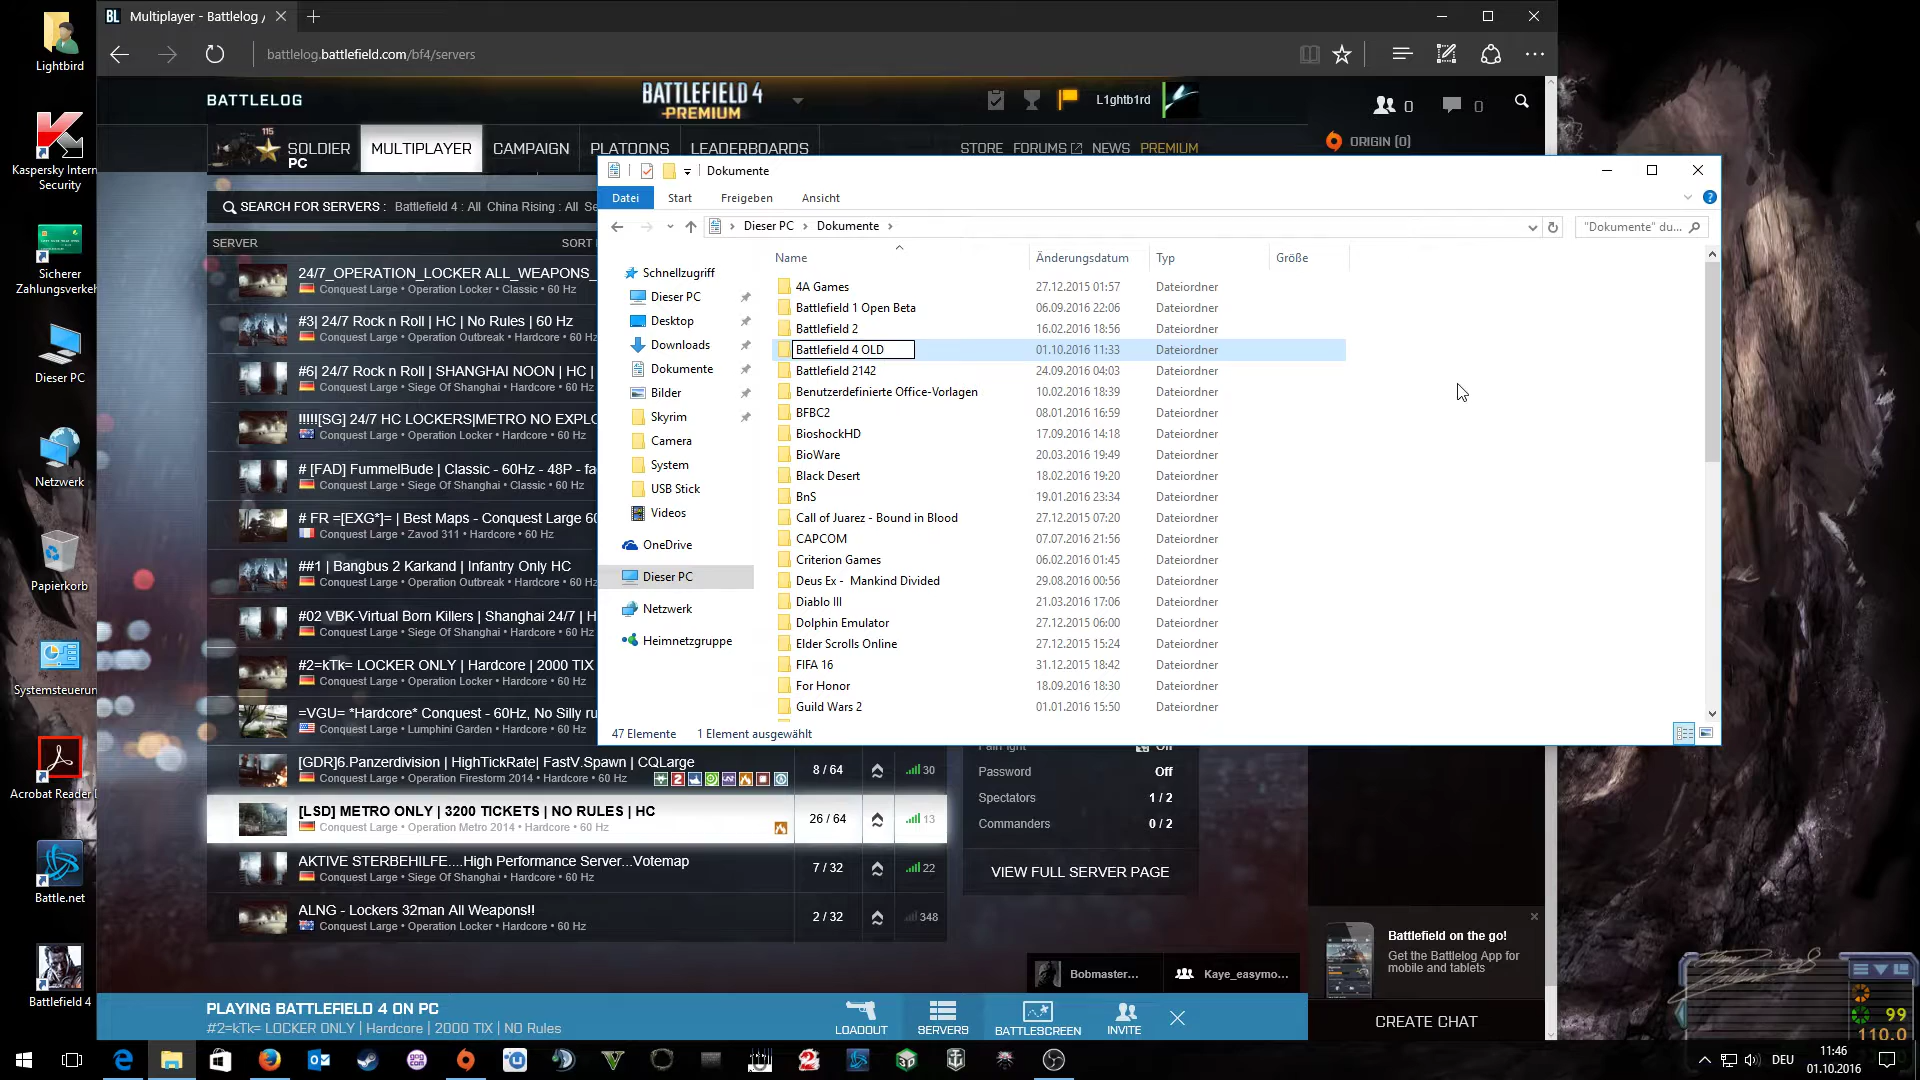 Lightbird
Kaspersky Intern
Security
Sicherer
Zahlungsverkeh
Dieser PC
Netzwerk
Papierkorb
Systemsteuerun
Acrobat Reader
Battle.net
Battlefield 4
BL Multiplayer - Battlelog /
battlelog.battlefield.com/bf4/servers
BATTLELOG
BATTLEFIELD 4
PREMIUM
L1ghtb1rd
0
0
115
SOLDIER
PC
MULTIPLAYER
CAMPAIGN
PLATOONS
LEADERBOARDS
STORE
FORUMS
NEWS
PREMIUM
ORIGIN (0)
SEARCH FOR SERVERS : Battlefield 4 : All China Rising : All Se
SERVER
SORT
24/7_OPERATION_LOCKER ALL_WEAPONS_
Conquest Large • Operation Locker • Classic • 60 Hz
#3| 24/7 Rock n Roll | HC | No Rules | 60 Hz
Conquest Large • Operation Outbreak • Hardcore • 60 Hz
#6| 24/7 Rock n Roll | SHANGHAI NOON | HC |
Conquest Large • Siege Of Shanghai • Hardcore • 60 Hz
!!!!![SG] 24/7 HC LOCKERS|METRO NO EXPLO
Conquest Large • Operation Locker • Hardcore • 60 Hz
# [FAD] FummelBude | Classic - 60Hz - 48P - fa
Conquest Large • Siege Of Shanghai • Classic • 60 Hz
# FR =[EXG*]= | Best Maps - Conquest Large 60
Conquest Large • Zavod 311 • Hardcore • 60 Hz
##1 | Bangbus 2 Karkand | Infantry Only HC
Conquest Large • Operation Outbreak • Hardcore • 60 Hz
#02 VBK-Virtual Born Killers | Shanghai 24/7 | H
Conquest Large • Siege Of Shanghai • Hardcore • 60 Hz
#2=kTk= LOCKER ONLY | Hardcore | 2000 TIX
Conquest Large • Operation Locker • Hardcore • 60 Hz
=VGU= *Hardcore* Conquest - 60Hz, No Silly ru
Conquest Large • Lumphini Garden • Hardcore • 60 Hz
[GDR]6.Panzerdivision | HighTickRate| FastV.Spawn | CQLarge
Conquest Large • Operation Firestorm 2014 • Hardcore • 60 Hz
8 / 64
30
[LSD] METRO ONLY | 3200 TICKETS | NO RULES | HC
Conquest Large • Operation Metro 2014 • Hardcore • 60 Hz
26 / 64
13
AKTIVE STERBEHILFE....High Performance Server...Votemap
Conquest Large • Siege Of Shanghai • Hardcore • 60 Hz
7 / 32
22
ALNG - Lockers 32man All Weapons!!
Conquest Large • Operation Locker • Hardcore • 60 Hz
2 / 32
348
Dokumente
Datei
Start
Freigeben
Ansicht
Dieser PC
Dokumente
"Dokumente" du...
Schnellzugriff
Dieser PC
Desktop
Downloads
Dokumente
Bilder
Skyrim
Camera
System
USB Stick
Videos
OneDrive
Dieser PC
Netzwerk
Heimnetzgruppe
Name Änderungsdatum Typ Größe
4A Games 27.12.2015 01:57 Dateiordner
Battlefield 1 Open Beta 06.09.2016 22:06 Dateiordner
Battlefield 2 16.02.2016 18:56 Dateiordner
Battlefield 4 OLD 01.10.2016 11:33 Dateiordner
Battlefield 2142 24.09.2016 04:03 Dateiordner
Benutzerdefinierte Office-Vorlagen 10.02.2016 18:39 Dateiordner
BFBC2 08.01.2016 16:59 Dateiordner
BioshockHD 17.09.2016 14:18 Dateiordner
BioWare 20.03.2016 19:49 Dateiordner
Black Desert 18.02.2016 19:20 Dateiordner
BnS 19.01.2016 23:34 Dateiordner
Call of Juarez - Bound in Blood 27.12.2015 07:20 Dateiordner
CAPCOM 07.07.2016 21:56 Dateiordner
Criterion Games 06.02.2016 01:45 Dateiordner
Deus Ex - Mankind Divided 29.08.2016 00:56 Dateiordner
Diablo III 21.03.2016 17:06 Dateiordner
Dolphin Emulator 27.12.2015 06:00 Dateiordner
Elder Scrolls Online 27.12.2015 15:24 Dateiordner
FIFA 16 31.12.2015 18:42 Dateiordner
For Honor 18.09.2016 18:30 Dateiordner
Guild Wars 2 01.01.2016 15:50 Dateiordner
47 Elemente
1 Element ausgewählt
Password Off
Spectators 1 / 2
Commanders 0 / 2
VIEW FULL SERVER PAGE
Battlefield on the go!
Get the Battlelog App for
mobile and tablets
Bobmaster...
Kaye_easymo...
PLAYING BATTLEFIELD 4 ON PC
#2=kTk= LOCKER ONLY | Hardcore | 2000 TIX | NO Rules
LOADOUT
SERVERS
BATTLESCREEN
INVITE
CREATE CHAT
99
110.0
DEU
11:46
01.10.2016